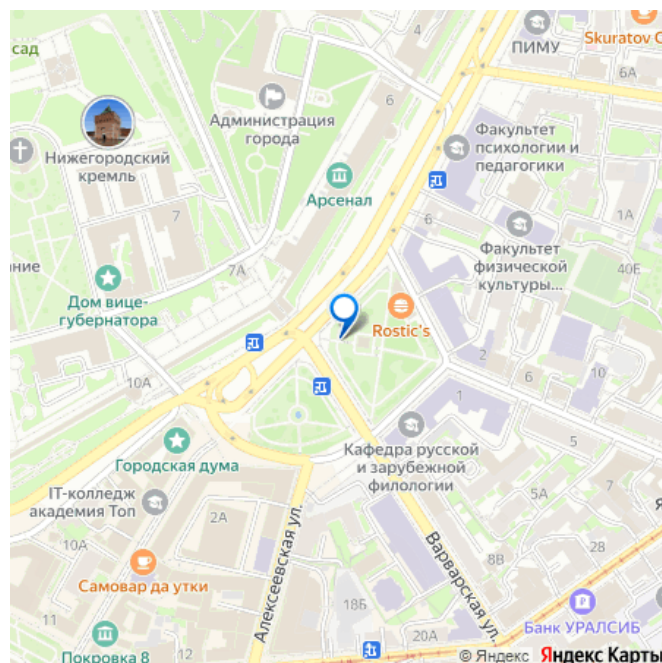 сад
ПИМУ
Skuratov C
6А
Администрация
города
6
Факультет
психологии и
педагогики
Нижегородский
кремль
Арсенал
7
6
1А
ание
7А
Факультет
физической
культуры...
40Е
Дом вице-
губернатора
Rostic's
2
10А
6
10
1
Городская дума
Кафедра русской
и зарубежной
филологии
5
IT-колледж
академия Топ
2А
5А
7
Я
10А
Алексеевская ул.
Варварская ул.
8В
28
Самовар да утки
11
18Б
20А
Банк УРАЛСИБ
Покровка 8
© Яндекс Яндекс Карты